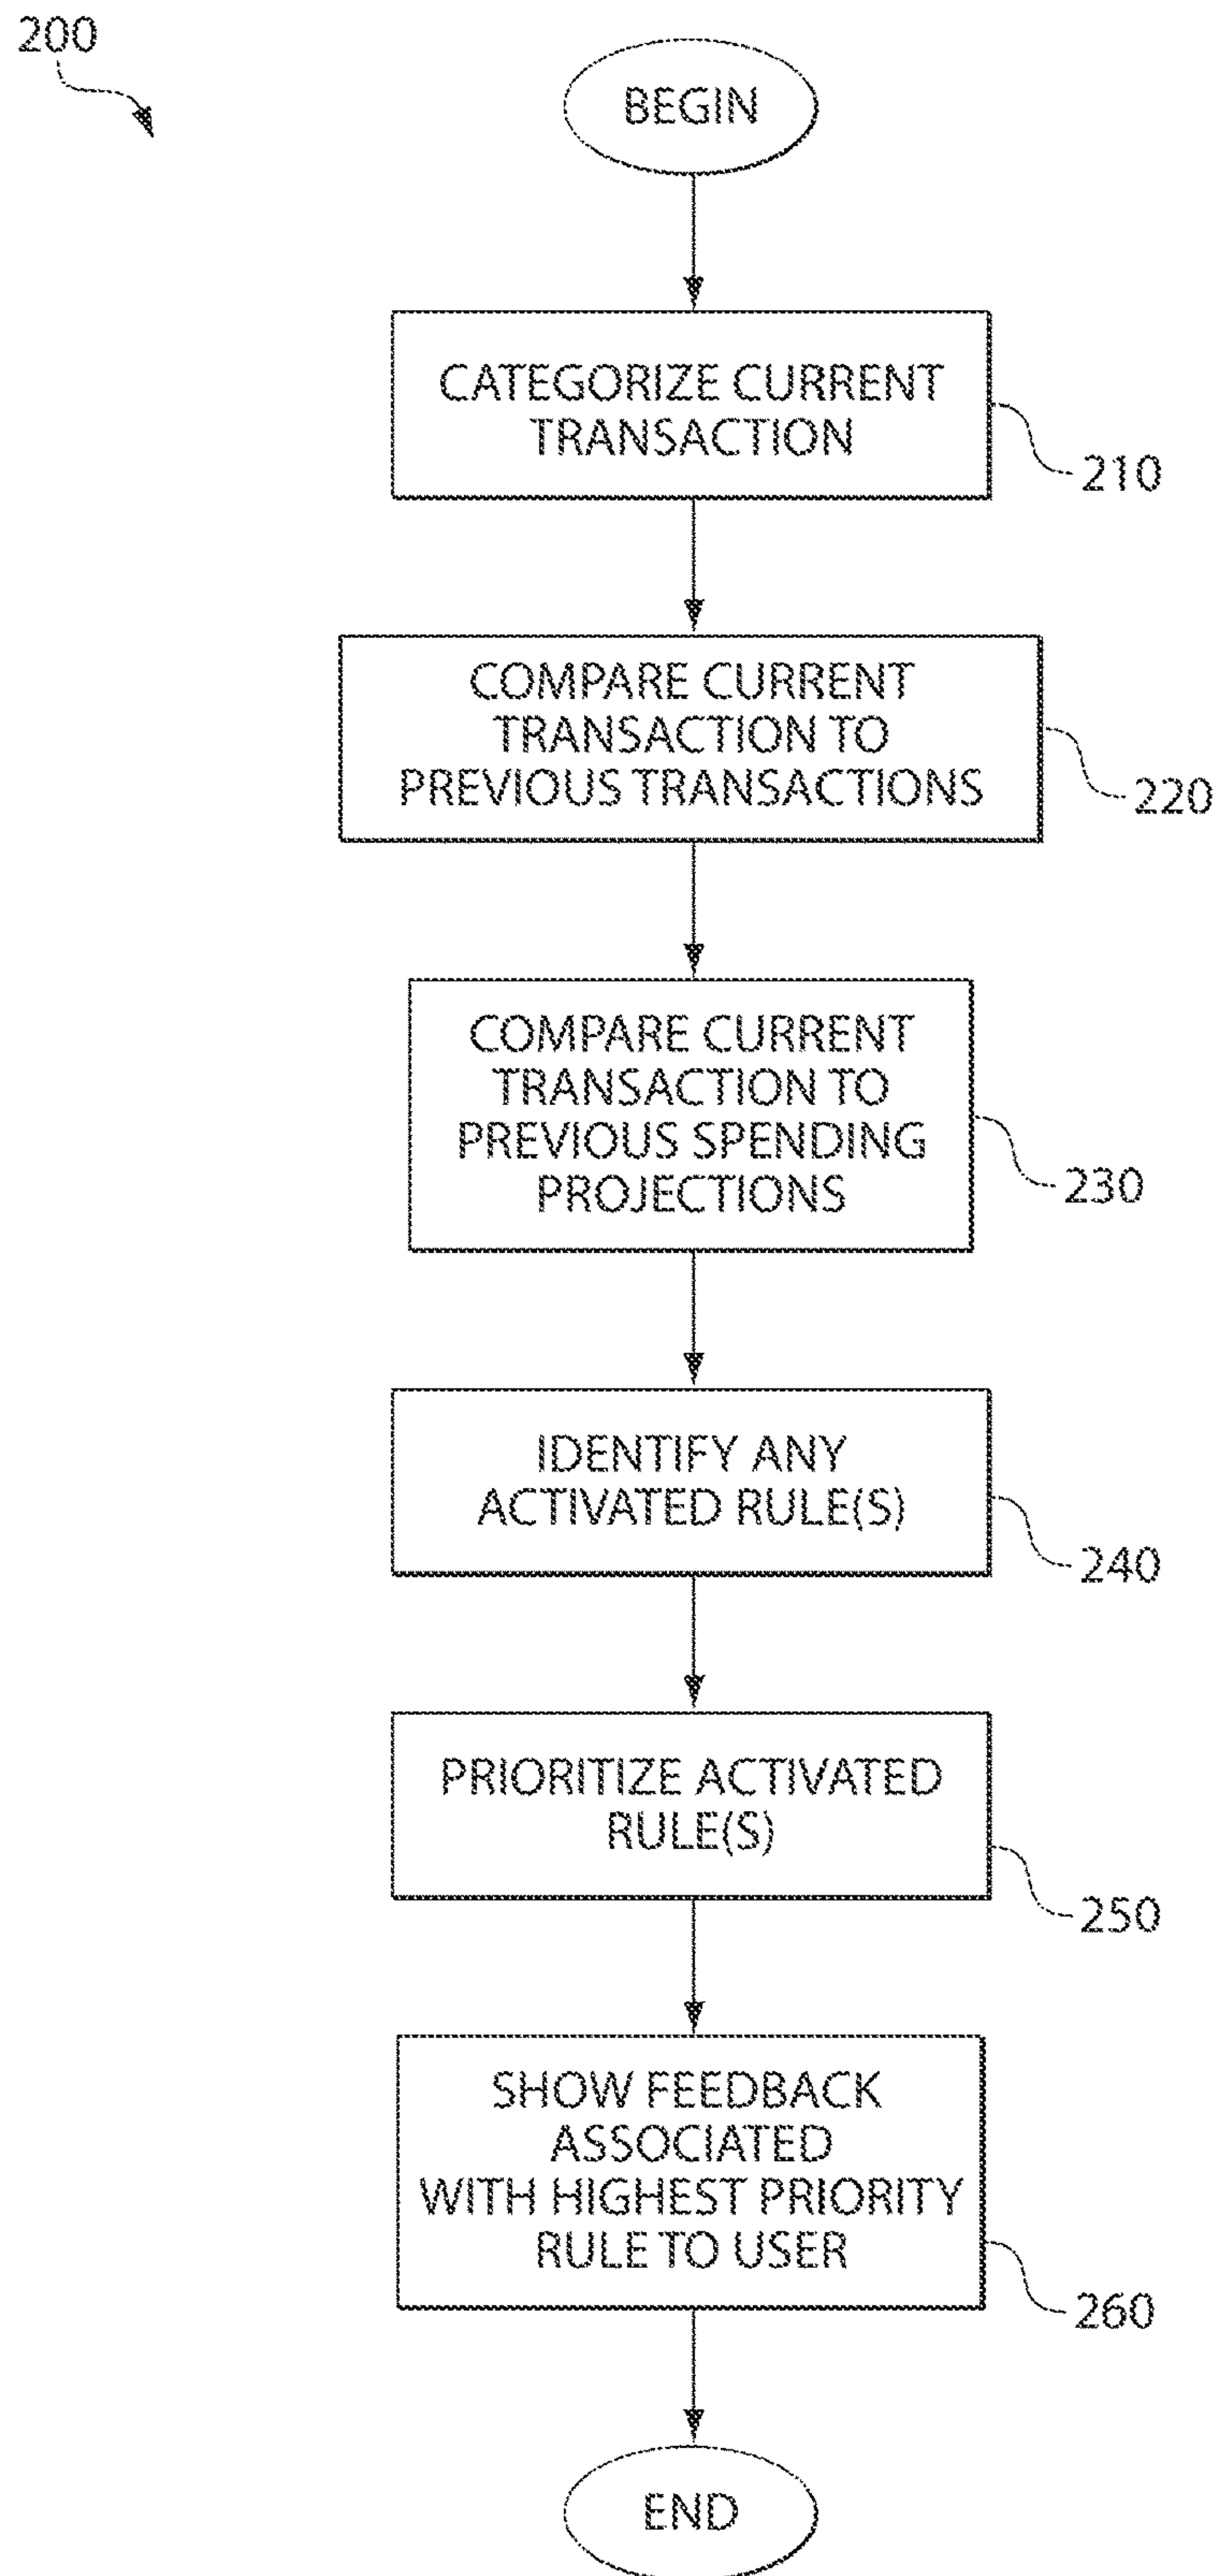 200
BEGIN
CATEGORIZE CURRENT
TRANSACTION
210
COMPARE CURRENT
TRANSACTION TO
PREVIOUS TRANSACTIONS
220
COMPARE CURRENT
TRANSACTION TO
PREVIOUS SPENDING
PROJECTIONS
230
IDENTIFY ANY
ACTIVATED RULE(S)
240
PRIORITIZE ACTIVATED
RULE(S)
250
SHOW FEEDBACK
ASSOCIATED
WITH HIGHEST PRIORITY
RULE TO USER
260
END